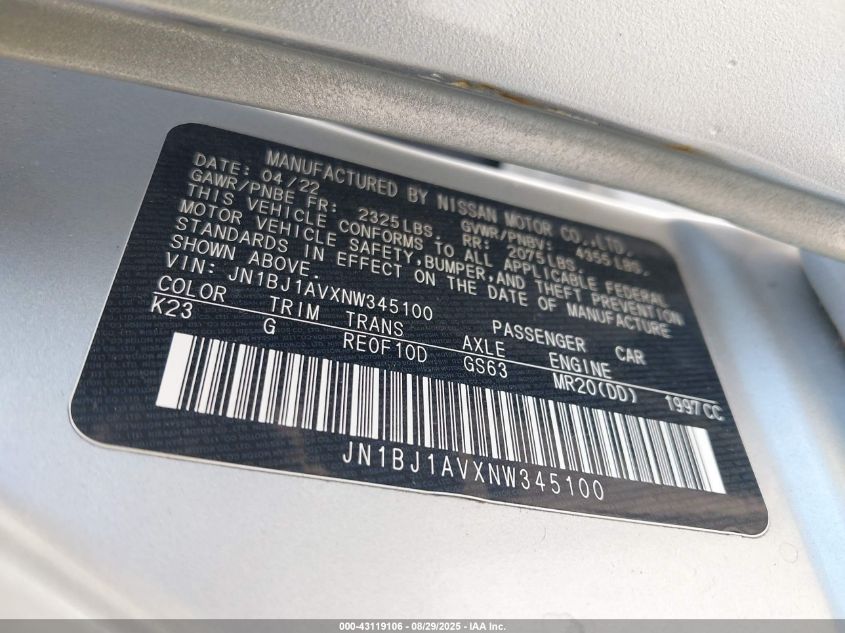 MANUFACTURED BY NISSAN MOTOR CO.,LTD.
DATE: 04/22 GVWR/PNBV: 4355LBS.
GAWR/PNBE FR: 2325LBS. RR: 2075LBS.
THIS VEHICLE CONFORMS TO ALL APPLICABLE FEDERAL
MOTOR VEHICLE SAFETY,BUMPER,AND THEFT PREVENTION
STANDARDS IN EFFECT ON THE DATE OF MANUFACTURE
SHOWN ABOVE.
VIN: JN1BJ1AVXNW345100 PASSENGER CAR
COLOR TRIM TRANS AXLE ENGINE
K23 G RE0F10D GS63 MR20(DD) 1997CC
JN1BJ1AVXNW345100
000-43119106 - 08/29/2025 - IAA Inc.